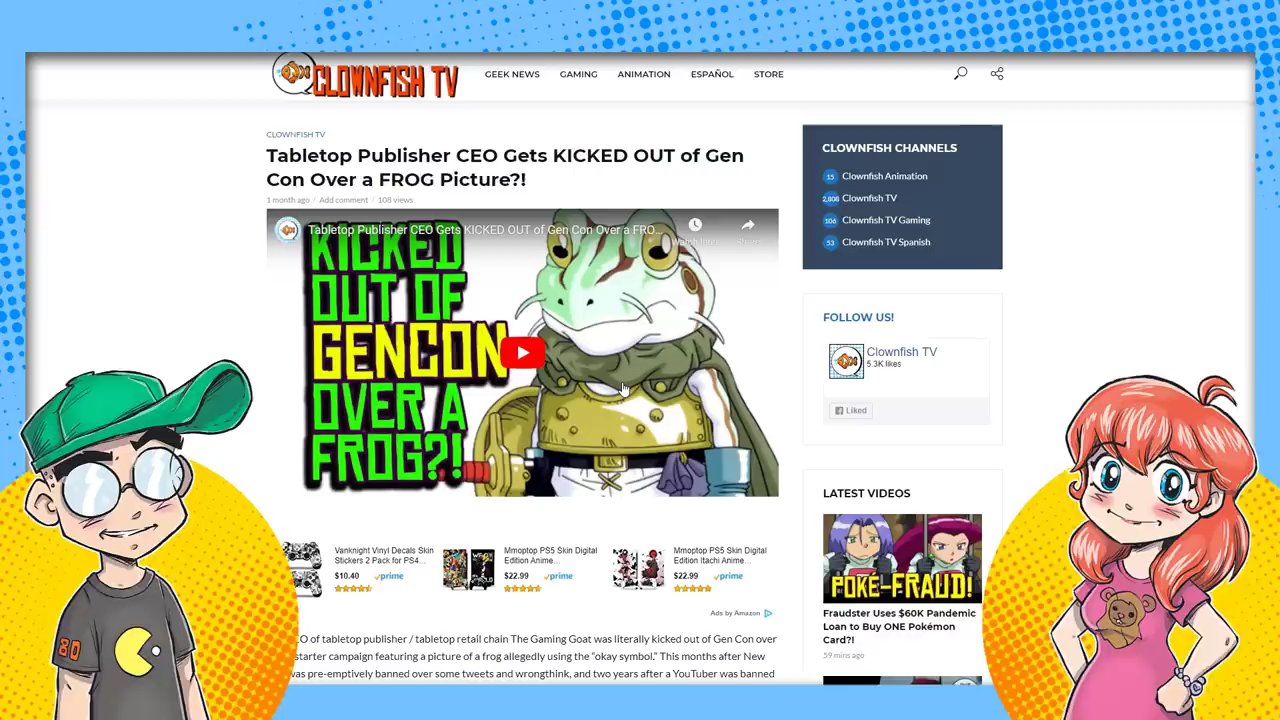 CLOWNFISH TV
GEEK NEWS
GAMING
ANIMATION
ESPAÑOL
STORE
CLOWNFISH TV
Tabletop Publisher CEO Gets KICKED OUT of Gen
Con Over a FROG Picture?!
1 month ago / Add comment / 108 views
Tabletop Publisher CEO Gets KICKED OUT of Gen Con Over a FRO...
KICKED
OUT OF
GENCON
OVER A
FROG?!
Vanknight Vinyl Decals Skin
Stickers 2 Pack for PS4...
$10.40 prime
Mmoptop PS5 Skin Digital
Edition Anime...
$22.99 prime
Mmoptop PS5 Skin Digital
Edition Itachi Anime...
$22.99 prime
Ads by Amazon
O of tabletop publisher / tabletop retail chain The Gaming Goat was literally kicked out of Gen Con over
starter campaign featuring a picture of a frog allegedly using the “okay symbol.” This months after New
was pre-emptively banned over some tweets and wrongthink, and two years after a YouTuber was banned
CLOWNFISH CHANNELS
15 Clownfish Animation
2,808 Clownfish TV
106 Clownfish TV Gaming
53 Clownfish TV Spanish
FOLLOW US!
Clownfish TV
5.3K likes
Liked
LATEST VIDEOS
POKÉ-FRAUD!
Fraudster Uses $60K Pandemic
Loan to Buy ONE Pokémon
Card?!
59 mins ago
80